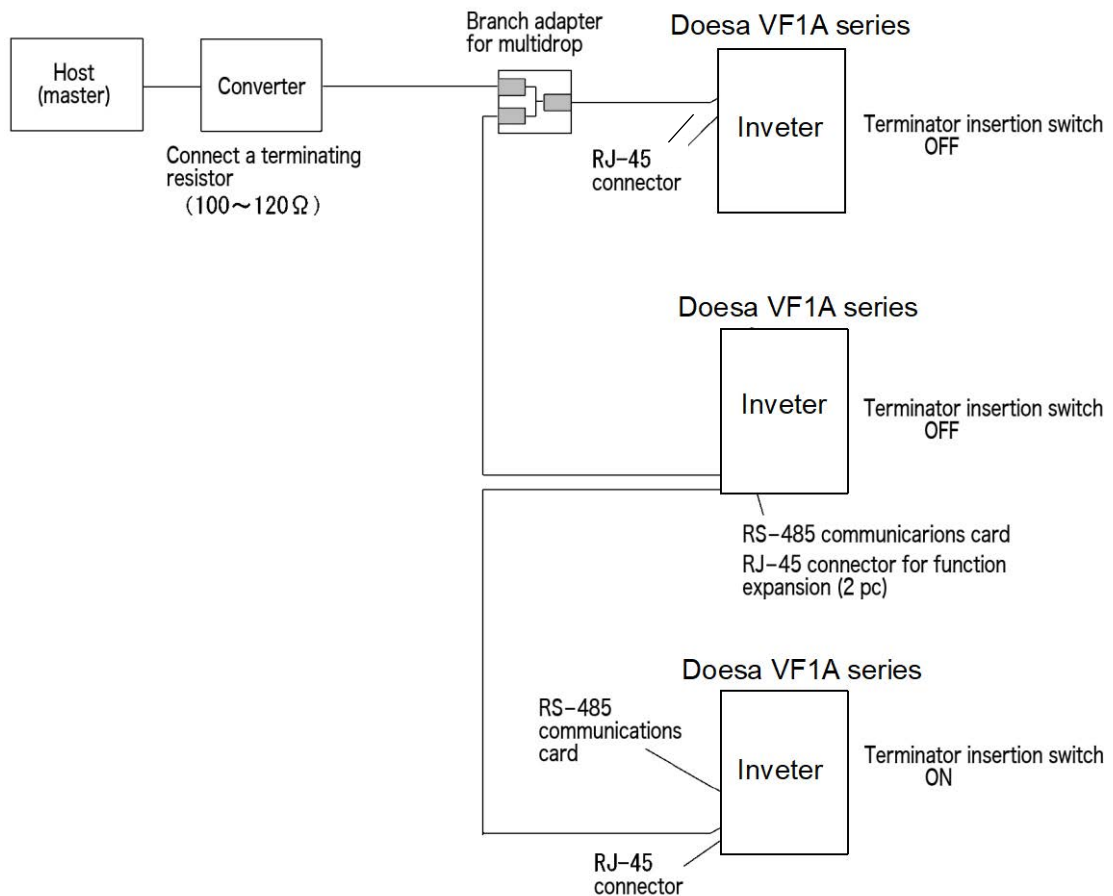 Host
(master)
Converter
Connect a terminating
resistor
（100～120Ω）
Branch adapter
for multidrop
Doesa VF1A series
Inveter
Terminator insertion switch
OFF
RJ-45
connector
Doesa VF1A series
Inveter
Terminator insertion switch
OFF
RS-485 communicarions card
RJ-45 connector for function
expansion (2 pc)
Doesa VF1A series
RS-485
communications
card
Inveter
Terminator insertion switch
ON
RJ-45
connector